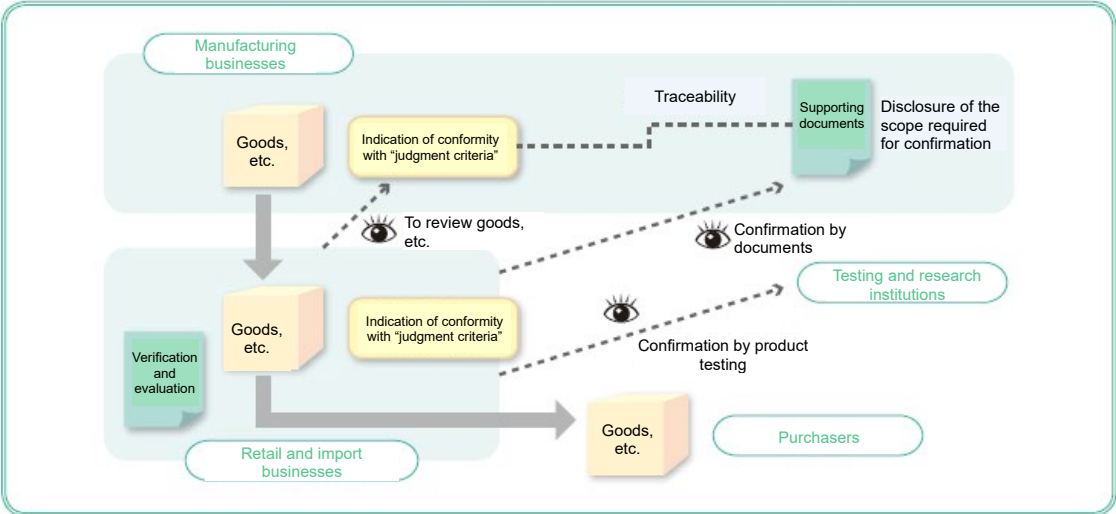 Manufacturing
businesses
Goods,
etc.
Indication of conformity
with “judgment criteria”
Traceability
Supporting
documents
Disclosure of the
scope required
for confirmation
To review goods,
etc.
Confirmation by
documents
Testing and research
institutions
Goods,
etc.
Indication of conformity
with “judgment criteria”
Verification
and
evaluation
Confirmation by product
testing
Goods,
etc.
Purchasers
Retail and import
businesses